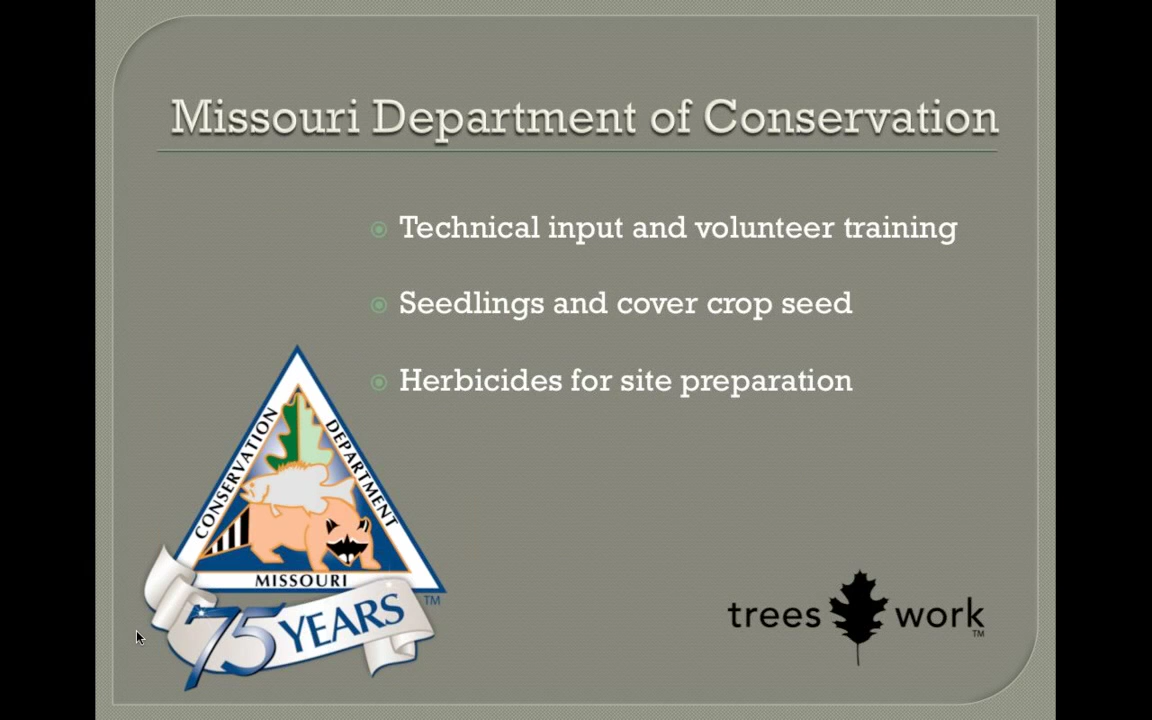 Missouri Department of Conservation
Technical input and volunteer training
Seedlings and cover crop seed
Herbicides for site preparation
CONSERVATION
DEPARTMENT
MISSOURI
TM
75 YEARS
trees work
TM